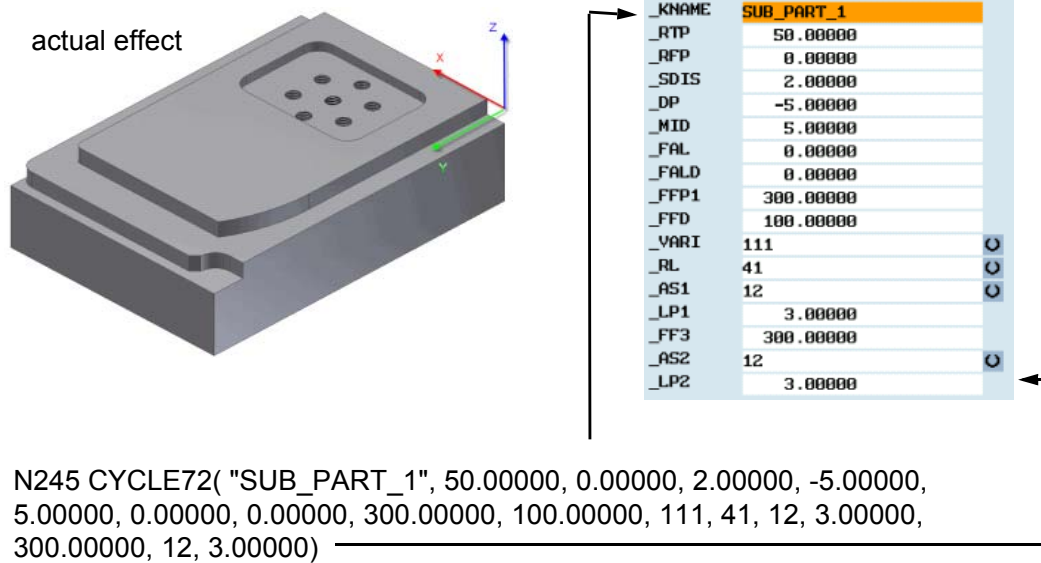 actual effect
Z
X
Y
_KNAME SUB_PART_1
_RTP 50.00000
_RFP 0.00000
_SDIS 2.00000
_DP -5.00000
_MID 5.00000
_FAL 0.00000
_FALD 0.00000
_FFP1 300.00000
_FFD 100.00000
_VARI 111
_RL 41
_AS1 12
_LP1 3.00000
_FF3 300.00000
_AS2 12
_LP2 3.00000
N245 CYCLE72( "SUB_PART_1", 50.00000, 0.00000, 2.00000, -5.00000,
5.00000, 0.00000, 0.00000, 300.00000, 100.00000, 111, 41, 12, 3.00000,
300.00000, 12, 3.00000)